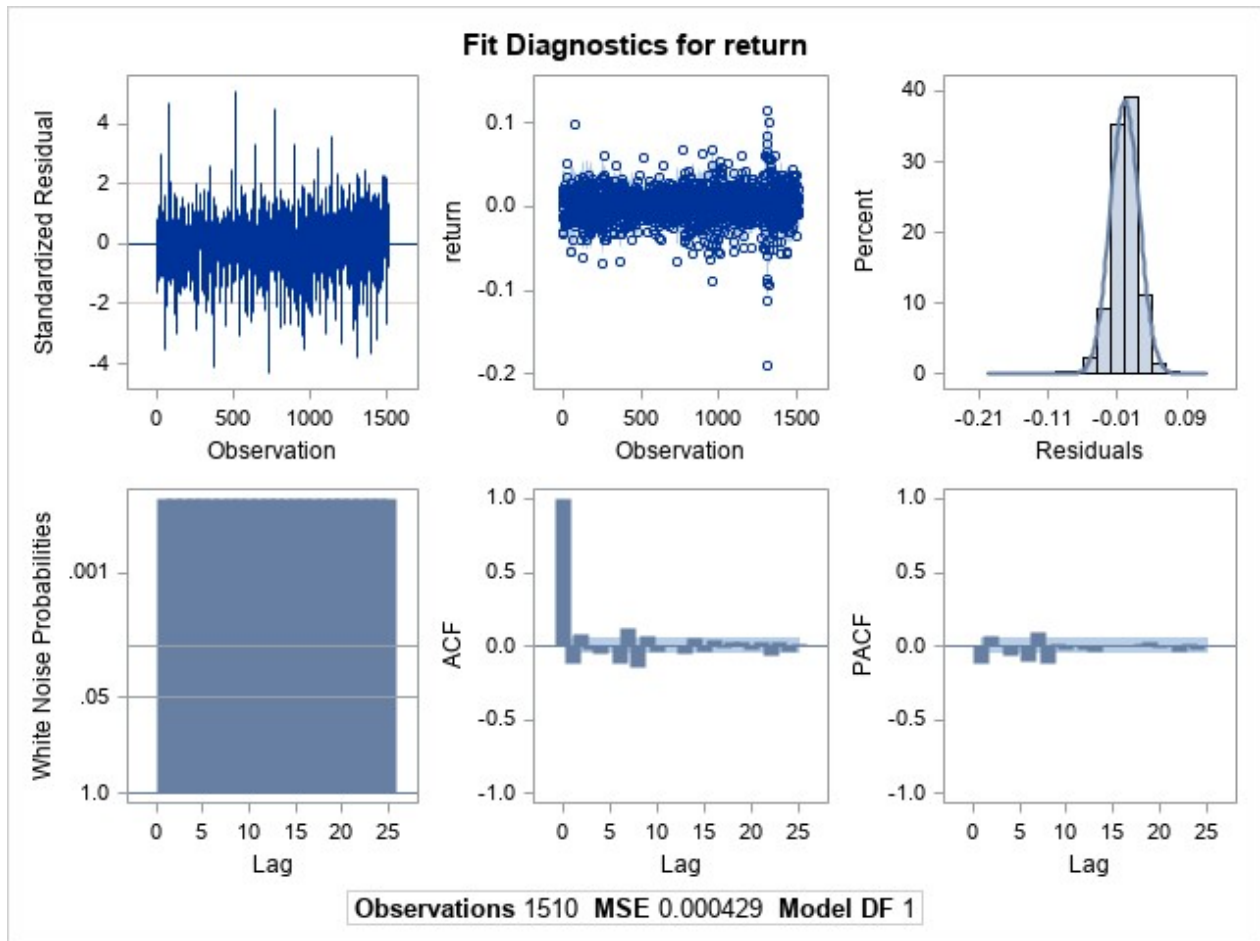 Fit Diagnostics for return
Standardized Residual
4
2
0
-2
-4
0 500 1000 1500
Observation
return
0.1
0.0
-0.1
-0.2
0 500 1000 1500
Observation
Percent
40
30
20
10
0
-0.21 -0.11 -0.01 0.09
Residuals
White Noise Probabilities
.001
.05
1.0
0 5 10 15 20 25
Lag
ACF
1.0
0.5
0.0
-0.5
-1.0
0 5 10 15 20 25
Lag
PACF
1.0
0.5
0.0
-0.5
-1.0
0 5 10 15 20 25
Lag
Observations 1510 MSE 0.000429 Model DF 1